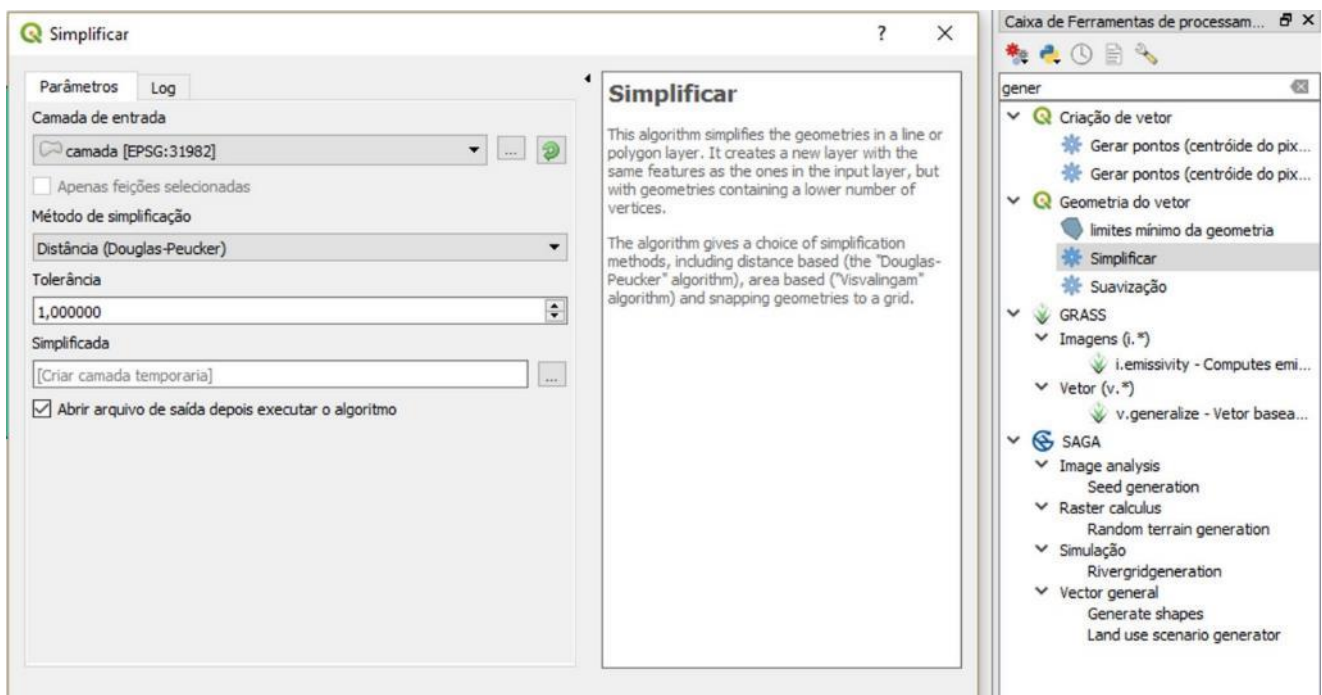 Simplificar
?
Parâmetros
Log
Camada de entrada
camada [EPSG:31982]
...
Apenas feições selecionadas
Método de simplificação
Distância (Douglas-Peucker)
Tolerância
1,000000
Simplificada
[Criar camada temporaria]
...
Abrir arquivo de saída depois executar o algoritmo
Simplificar
This algorithm simplifies the geometries in a line or
polygon layer. It creates a new layer with the
same features as the ones in the input layer, but
with geometries containing a lower number of
vertices.
The algorithm gives a choice of simplification
methods, including distance based (the "Douglas-
Peucker" algorithm), area based ("Visvalingam"
algorithm) and snapping geometries to a grid.
Caixa de Ferramentas de processam...
gener
Criação de vetor
Gerar pontos (centróide do pix...
Gerar pontos (centróide do pix...
Geometria do vetor
limites mínimo da geometria
Simplificar
Suavização
GRASS
Imagens (i.*)
i.emissivity - Computes emi...
Vetor (v.*)
v.generalize - Vetor basea...
SAGA
Image analysis
Seed generation
Raster calculus
Random terrain generation
Simulação
Rivergridgeneration
Vector general
Generate shapes
Land use scenario generator